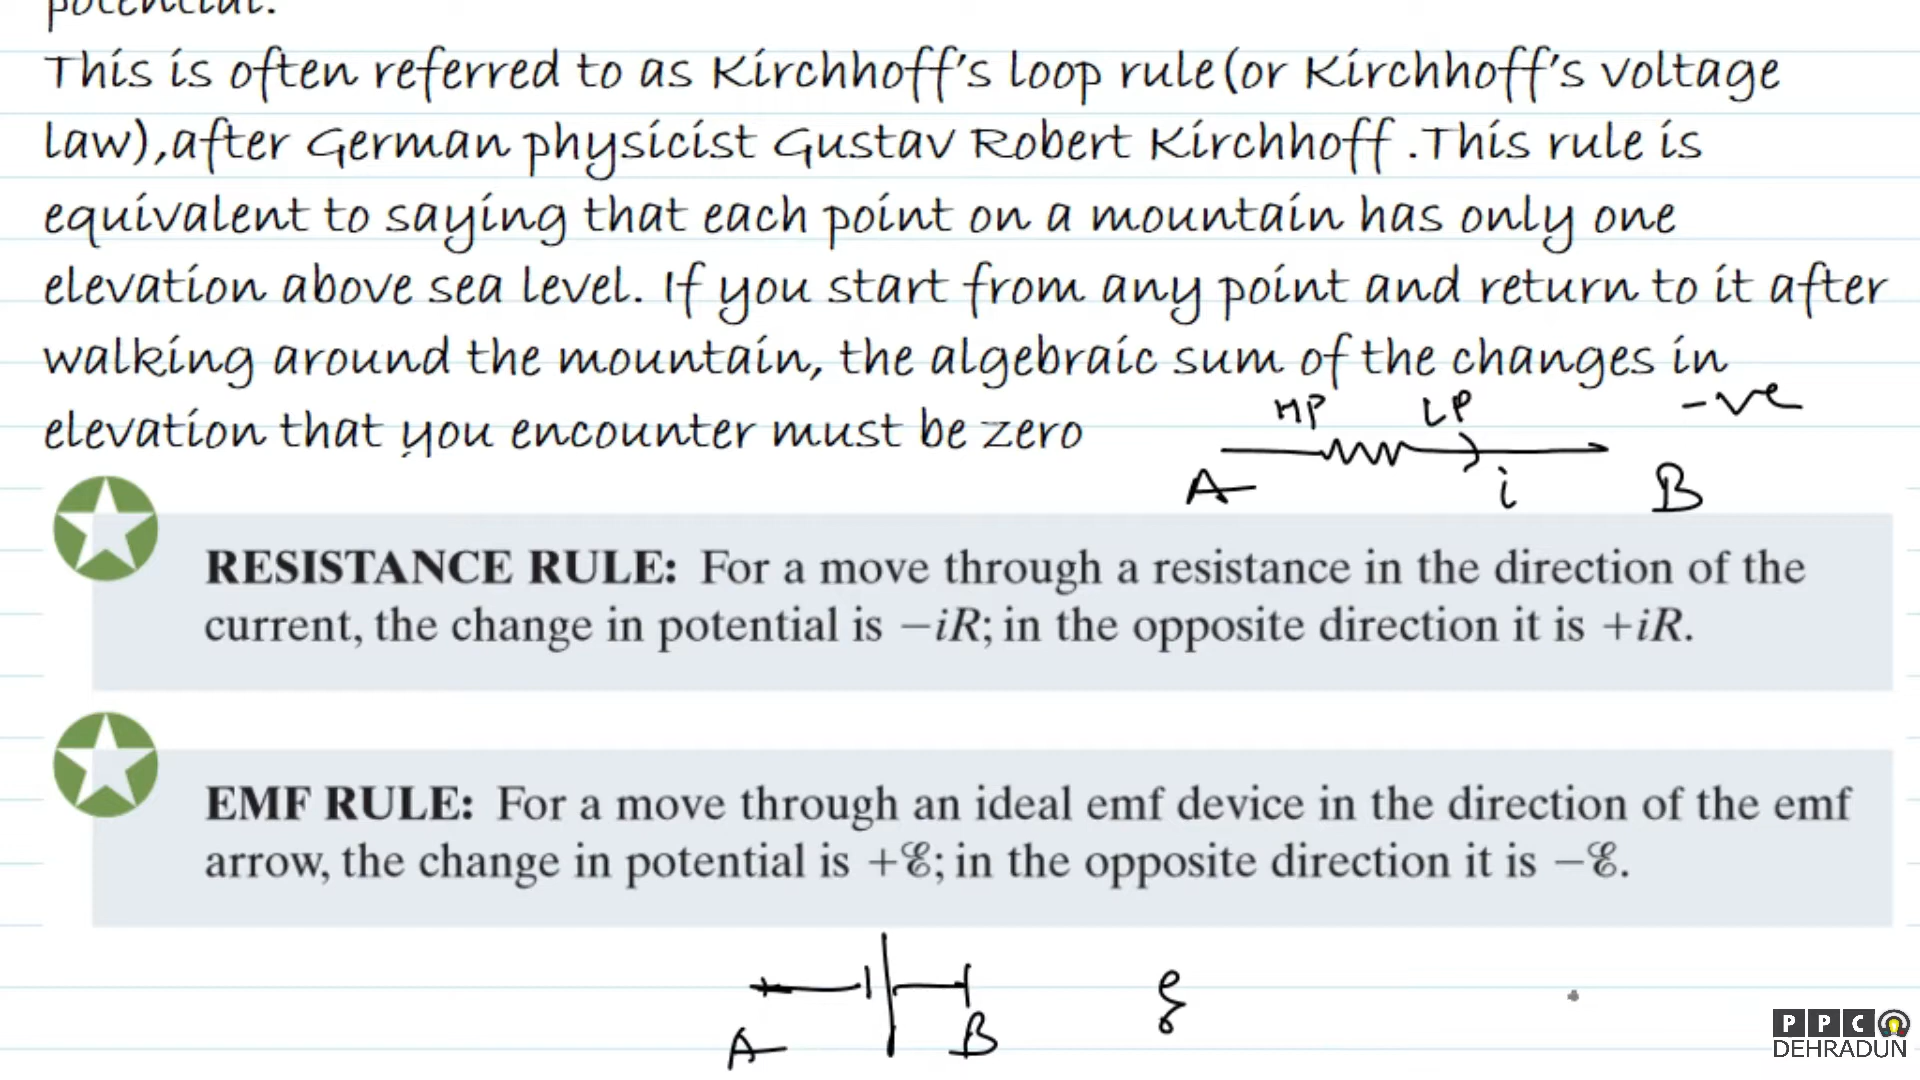 potential.
This is often referred to as Kirchhoff's loop rule(or Kirchhoff's voltage
law),after German physicist Gustav Robert Kirchhoff .This rule is
equivalent to saying that each point on a mountain has only one
elevation above sea level. If you start from any point and return to it after
walking around the mountain, the algebraic sum of the changes in
elevation that you encounter must be zero
HP LP -ve
A i B
RESISTANCE RULE: For a move through a resistance in the direction of the
current, the change in potential is −iR; in the opposite direction it is +iR.
EMF RULE: For a move through an ideal emf device in the direction of the emf
arrow, the change in potential is +ℰ; in the opposite direction it is −ℰ.
A B
PPC
DEHRADUN